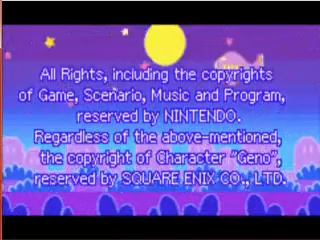 All Rights, including the copyrights
of Game, Scenario, Music and Program,
reserved by NINTENDO.
Regardless of the above-mentioned,
the copyright of Character "Geno",
reserved by SQUARE ENIX CO., LTD.